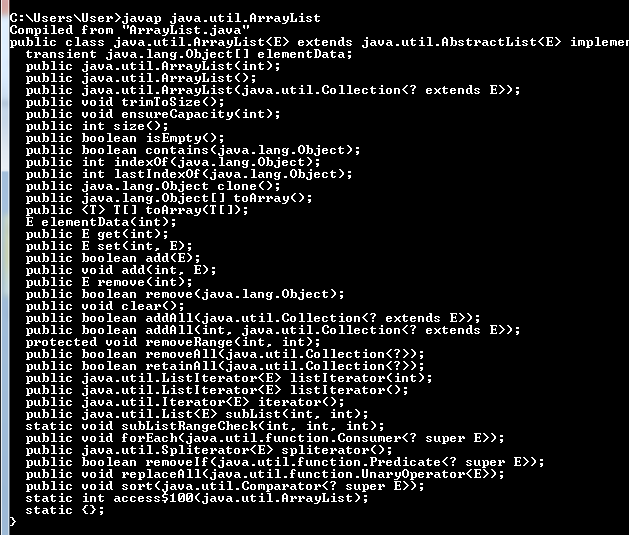 C:\Users\User>javap java.util.ArrayList
Compiled from "ArrayList.java"
public class java.util.ArrayList<E> extends java.util.AbstractList<E> implemen
  transient java.lang.Object[] elementData;
  public java.util.ArrayList(int);
  public java.util.ArrayList();
  public java.util.ArrayList(java.util.Collection<? extends E>);
  public void trimToSize();
  public void ensureCapacity(int);
  public int size();
  public boolean isEmpty();
  public boolean contains(java.lang.Object);
  public int indexOf(java.lang.Object);
  public int lastIndexOf(java.lang.Object);
  public java.lang.Object clone();
  public java.lang.Object[] toArray();
  public <T> T[] toArray(T[]);
  E elementData(int);
  public E get(int);
  public E set(int, E);
  public boolean add(E);
  public void add(int, E);
  public E remove(int);
  public boolean remove(java.lang.Object);
  public void clear();
  public boolean addAll(java.util.Collection<? extends E>);
  public boolean addAll(int, java.util.Collection<? extends E>);
  protected void removeRange(int, int);
  public boolean removeAll(java.util.Collection<?>);
  public boolean retainAll(java.util.Collection<?>);
  public java.util.ListIterator<E> listIterator(int);
  public java.util.ListIterator<E> listIterator();
  public java.util.Iterator<E> iterator();
  public java.util.List<E> subList(int, int);
  static void subListRangeCheck(int, int, int);
  public void forEach(java.util.function.Consumer<? super E>);
  public java.util.Spliterator<E> spliterator();
  public boolean removeIf(java.util.function.Predicate<? super E>);
  public void replaceAll(java.util.function.UnaryOperator<E>);
  public void sort(java.util.Comparator<? super E>);
  static int access$100(java.util.ArrayList);
  static {};
}